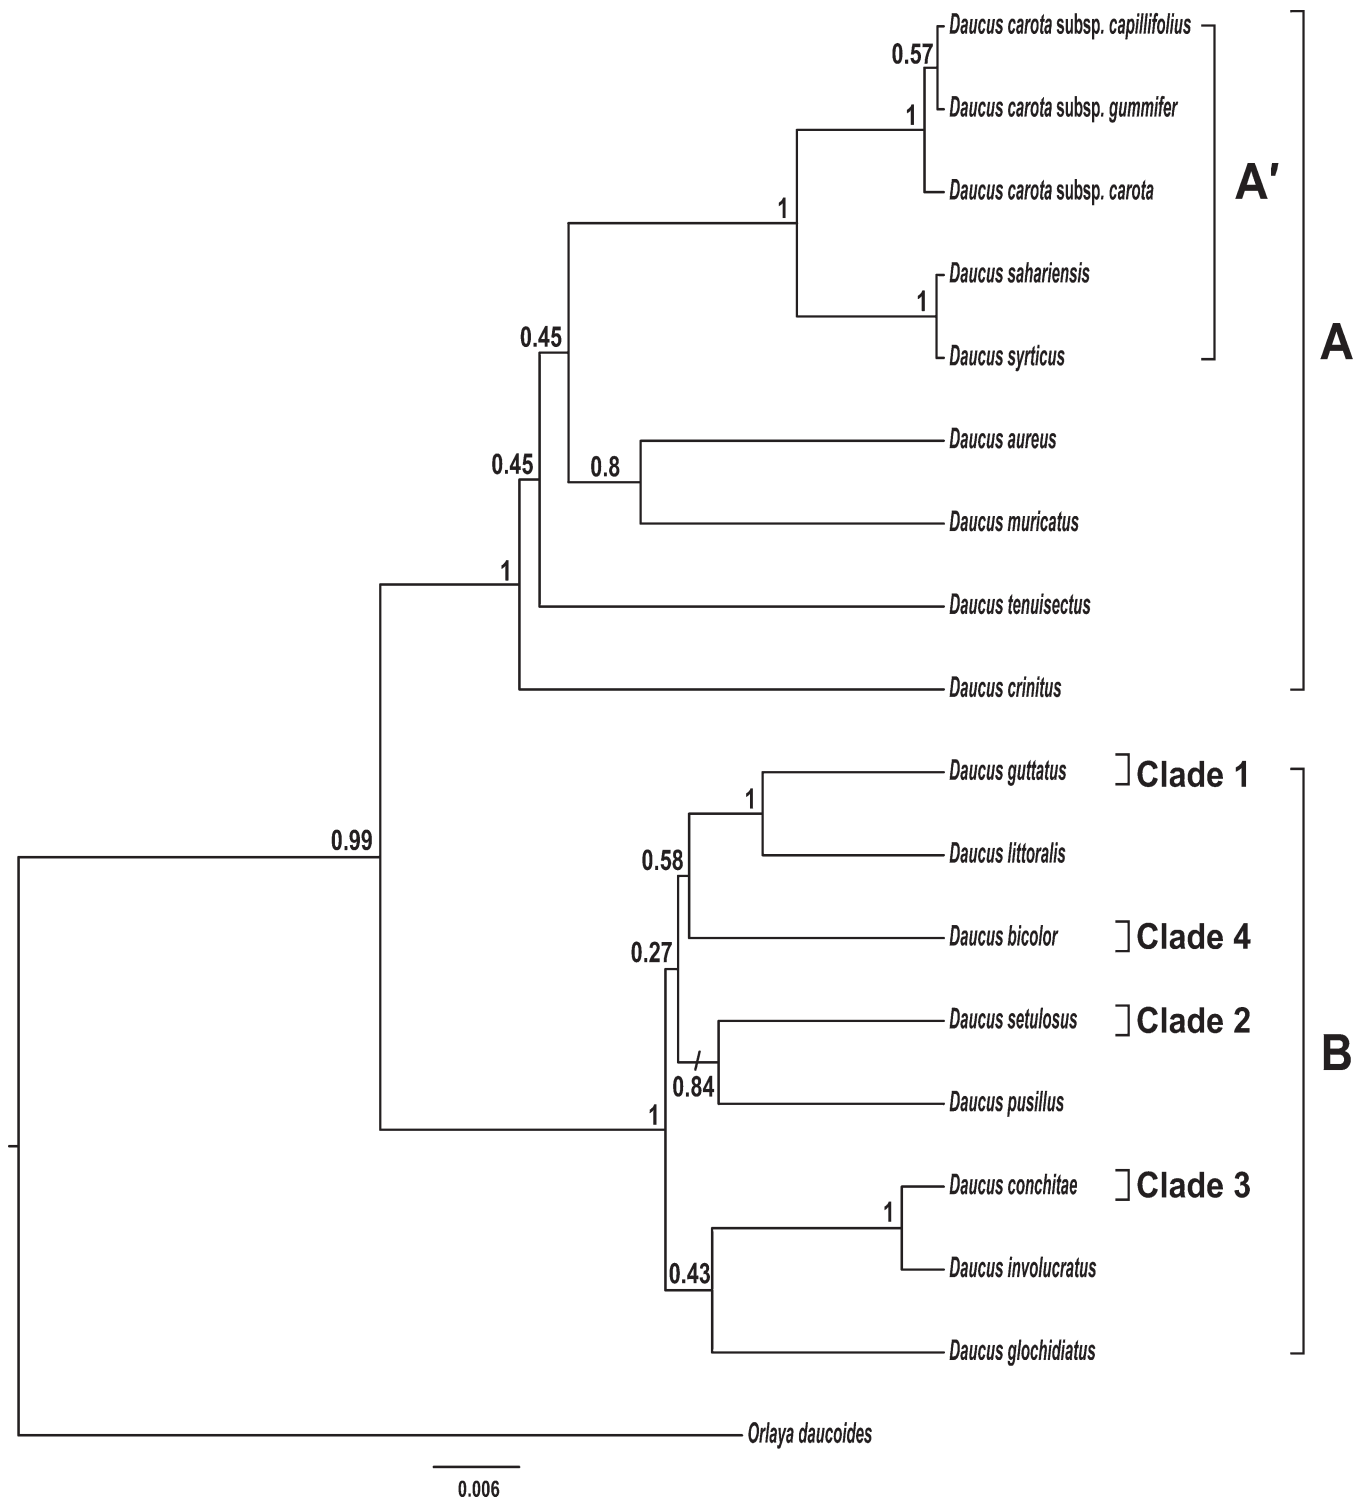 Daucus carota subsp. capillifolius
0.57
Daucus carota subsp. gummifer
1
A′
Daucus carota subsp. carota
1
Daucus sahariensis
1
0.45
A
Daucus syrticus
Daucus aureus
0.45
0.8
Daucus muricatus
1
Daucus tenuisectus
Daucus crinitus
Daucus guttatus
Clade 1
1
0.99
0.58
Daucus littoralis
Daucus bicolor
Clade 4
0.27
Daucus setulosus
Clade 2
B
0.84
Daucus pusillus
1
Daucus conchitae
Clade 3
1
0.43
Daucus involucratus
Daucus glochidiatus
Orlaya daucoides
0.006